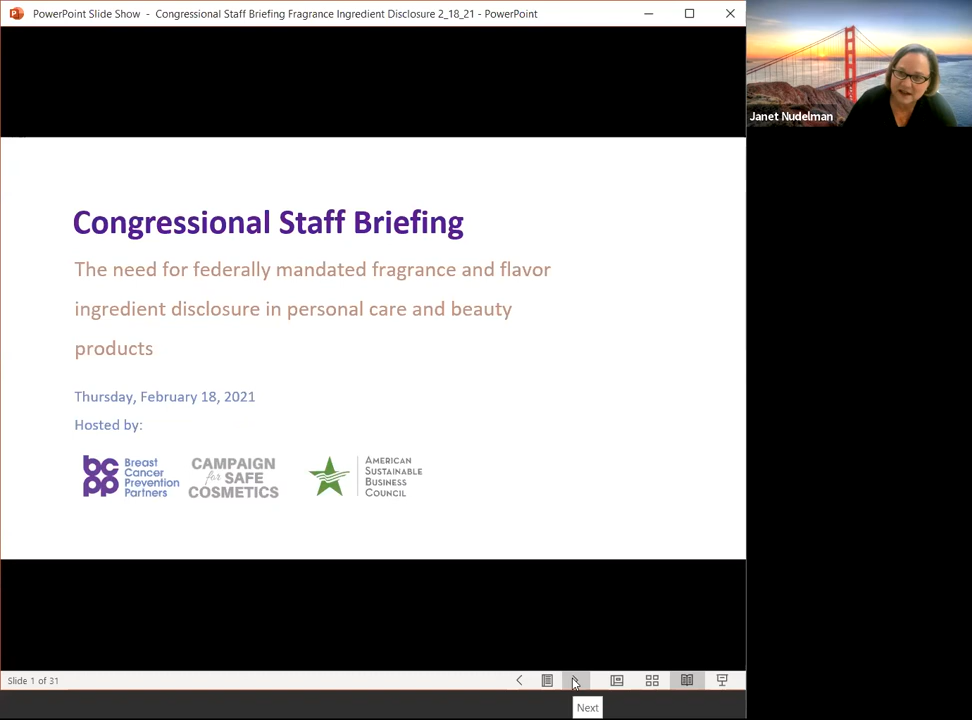 PowerPoint Slide Show - Congressional Staff Briefing Fragrance Ingredient Disclosure 2_18_21 - PowerPoint
Janet Nudelman
Congressional Staff Briefing
The need for federally mandated fragrance and flavor
ingredient disclosure in personal care and beauty
products
Thursday, February 18, 2021
Hosted by:
bc
pp
Breast
Cancer
Prevention
Partners
CAMPAIGN
for SAFE
COSMETICS
AMERICAN
SUSTAINABLE
BUSINESS
COUNCIL
Slide 1 of 31
Next